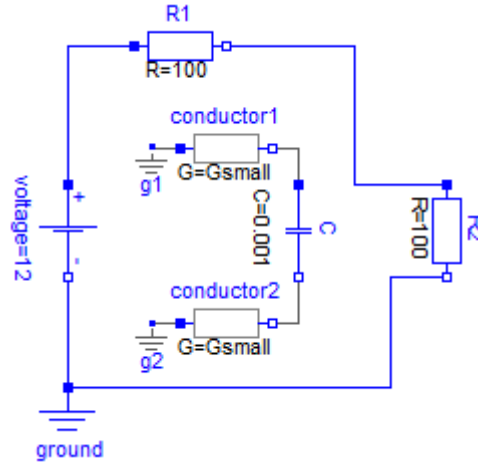 R1
R=100
conductor1
g1
G=Gsmall
voltage=12
+
-
C=0.001
C
R=100
R2
conductor2
g2
G=Gsmall
ground